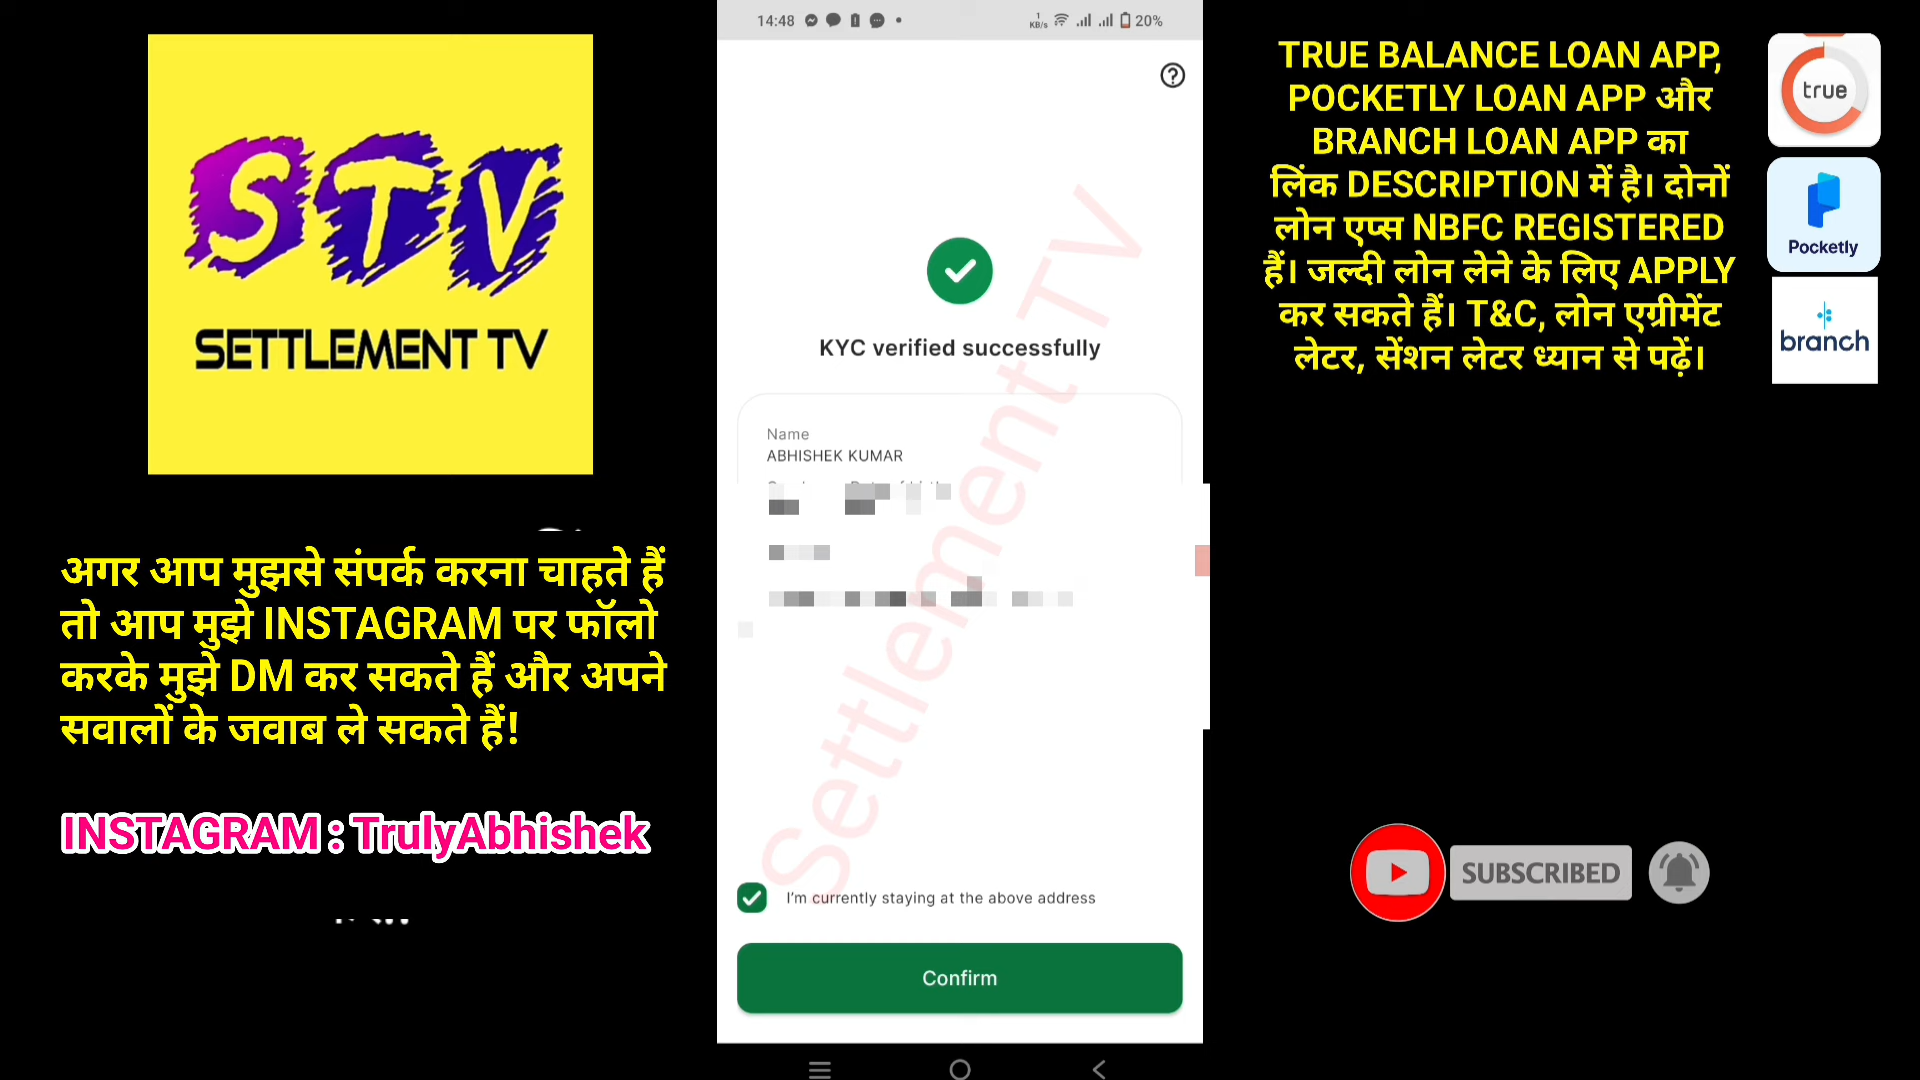 STV
SETTLEMENT TV
अगर आप मुझसे संपर्क करना चाहते हैं
तो आप मुझे INSTAGRAM पर फॉलो
करके मुझे DM कर सकते हैं और अपने
सवालों के जवाब ले सकते हैं!
INSTAGRAM : TrulyAbhishek
14:48
1
KB/s
20%
KYC verified successfully
Name
ABHISHEK KUMAR
SettlementTV
I'm currently staying at the above address
Confirm
TRUE BALANCE LOAN APP,
POCKETLY LOAN APP और
BRANCH LOAN APP का
लिंक DESCRIPTION में है। दोनों
लोन एप्स NBFC REGISTERED
हैं। जल्दी लोन लेने के लिए APPLY
कर सकते हैं। T&C, लोन एग्रीमेंट
लेटर, सेंशन लेटर ध्यान से पढ़ें।
true
Pocketly
branch
SUBSCRIBED